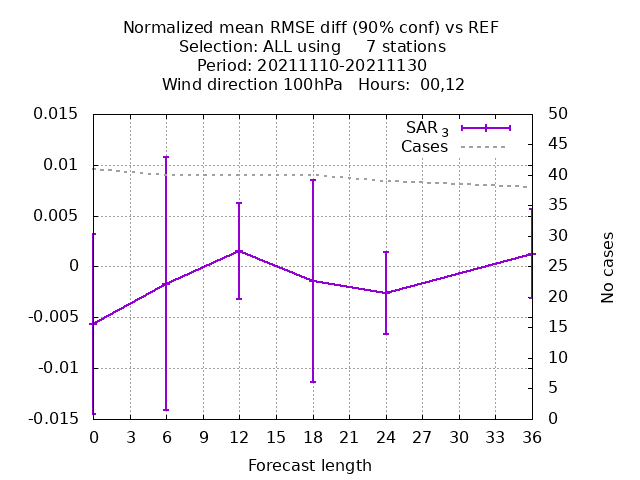 Normalized mean RMSE diff (90% conf) vs REF
Selection: ALL using     7 stations
Period: 20211110-20211130
Wind direction 100hPa   Hours:  00,12
SAR 3
Cases
0.015
0.01
0.005
0
-0.005
-0.01
-0.015
50
45
40
35
30
25
20
15
10
5
0
No cases
0 3 6 9 12 15 18 21 24 27 30 33 36
Forecast length